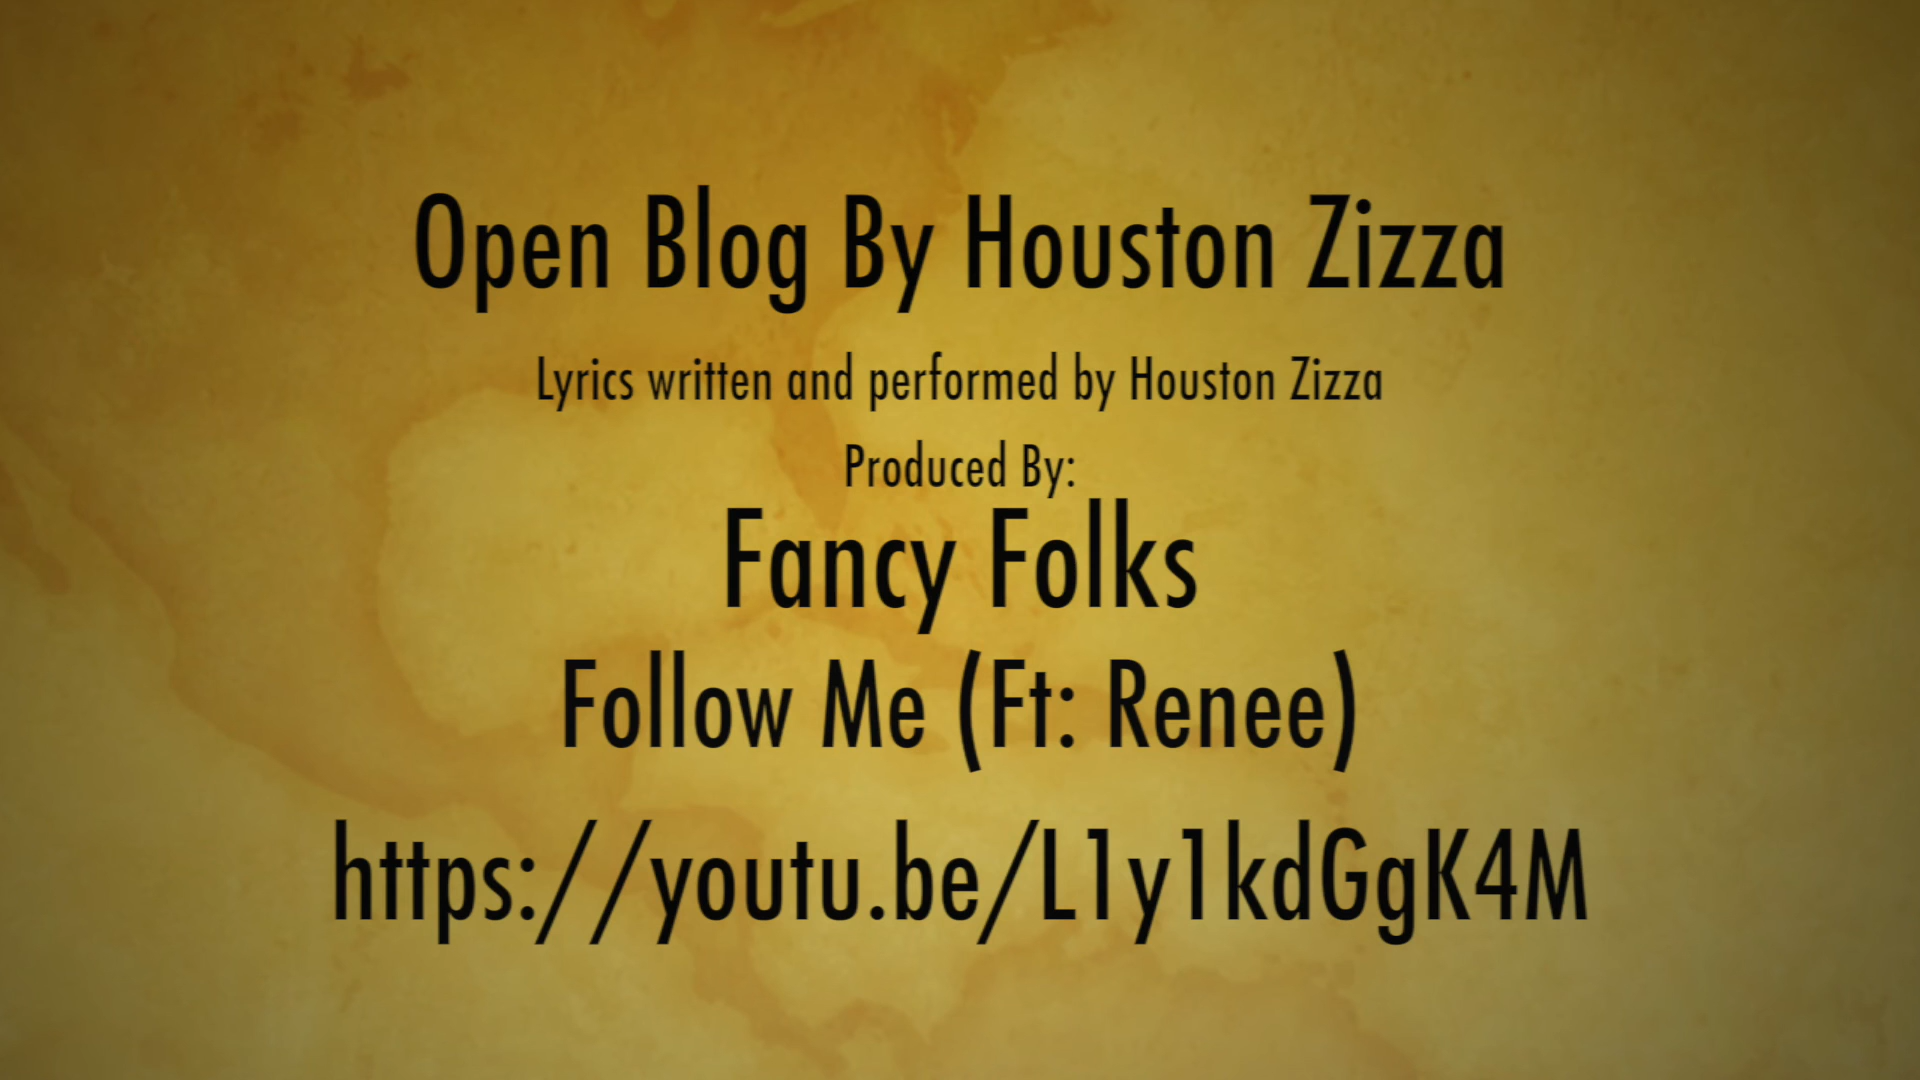 Open Blog By Houston Zizza
Lyrics written and performed by Houston Zizza
Produced By:
Fancy Folks
Follow Me (Ft: Renee)
https://youtu.be/L1y1kdGgK4M